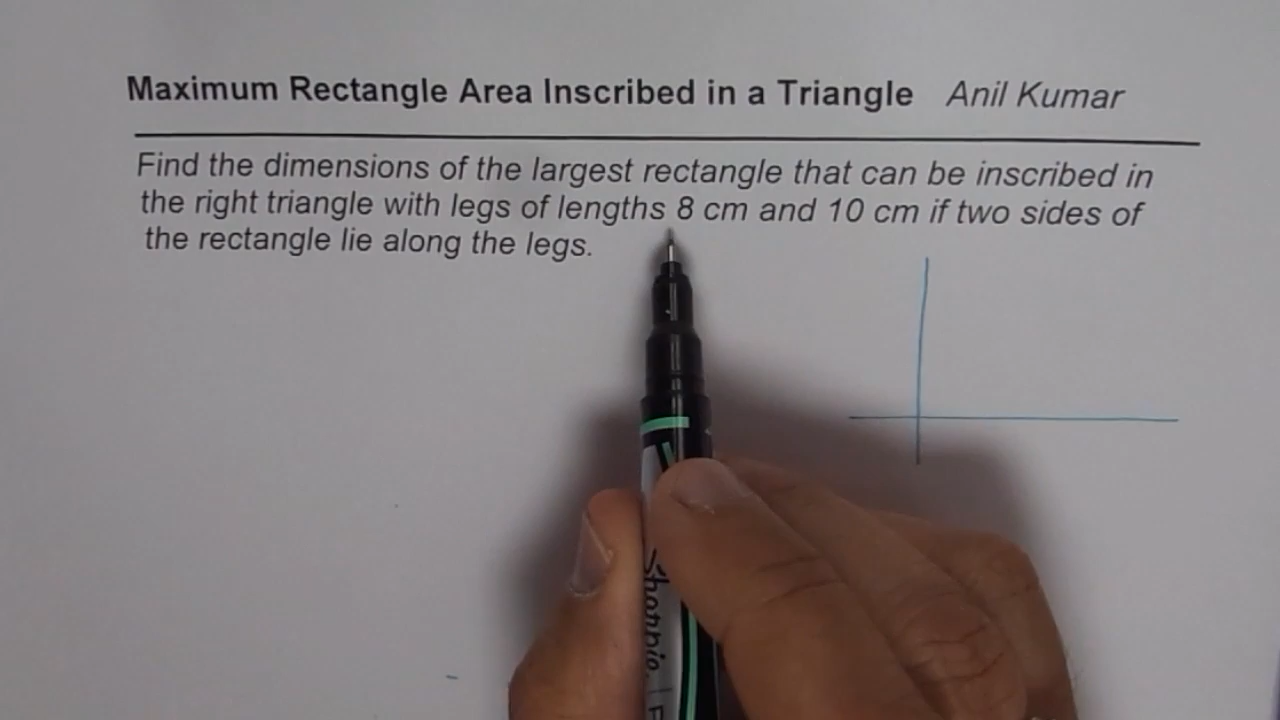 Maximum Rectangle Area Inscribed in a Triangle Anil Kumar
Find the dimensions of the largest rectangle that can be inscribed in
the right triangle with legs of lengths 8 cm and 10 cm if two sides of
the rectangle lie along the legs.
Sharpie